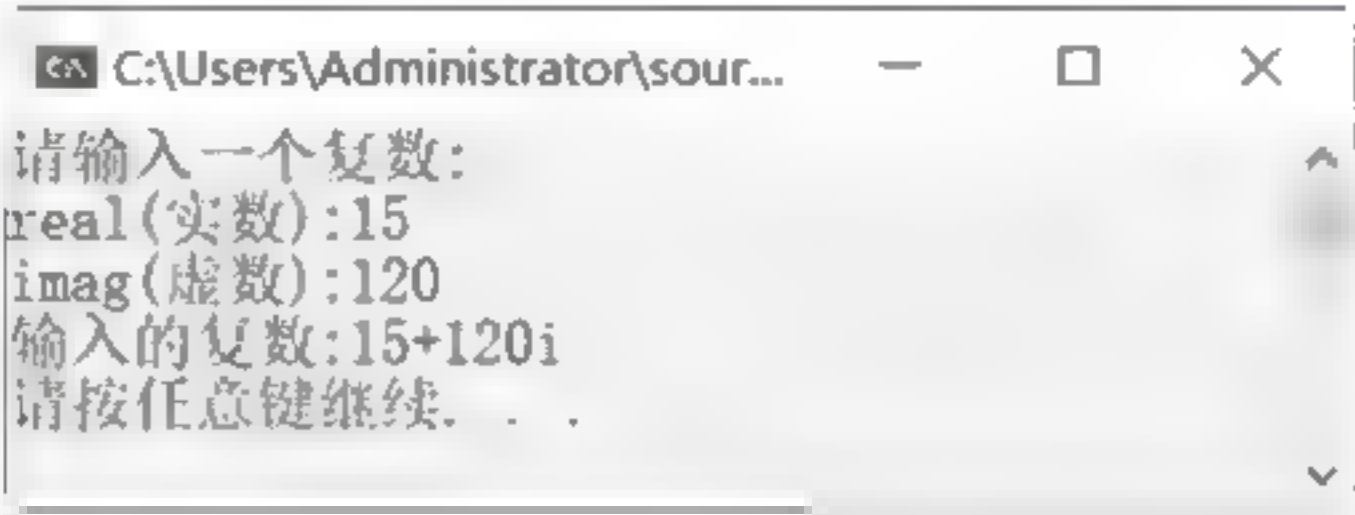 C:\Users\Administrator\sour...
请输入一个复数:
real(实数):15
imag(虚数):120
输入的复数:15+120i
请按任意键继续. . .